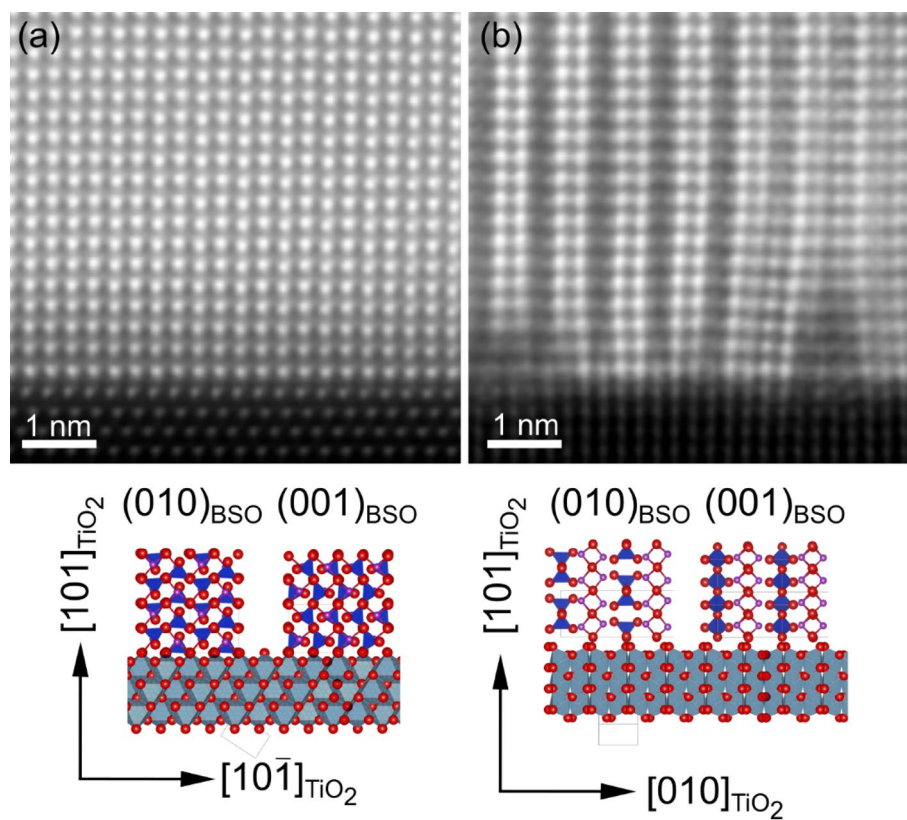 (a)
(b)
1 nm
1 nm
(010)BSO (001)BSO
[101]TiO2
[101̅]TiO2
(010)BSO (001)BSO
[101]TiO2
[010]TiO2